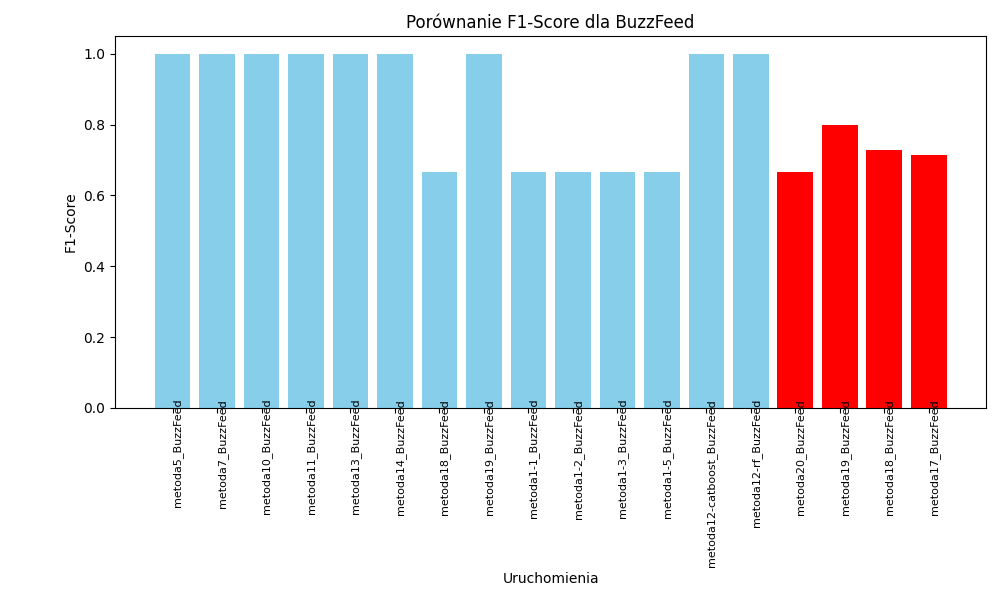 Porównanie F1-Score dla BuzzFeed
F1-Score
1.0
0.8
0.6
0.4
0.2
0.0
metoda5_BuzzFeed
metoda7_BuzzFeed
metoda10_BuzzFeed
metoda11_BuzzFeed
metoda13_BuzzFeed
metoda14_BuzzFeed
metoda18_BuzzFeed
metoda19_BuzzFeed
metoda1-1_BuzzFeed
metoda1-2_BuzzFeed
metoda1-3_BuzzFeed
metoda1-5_BuzzFeed
metoda12-catboost_BuzzFeed
metoda12-rf_BuzzFeed
metoda20_BuzzFeed
metoda19_BuzzFeed
metoda18_BuzzFeed
metoda17_BuzzFeed
Uruchomienia